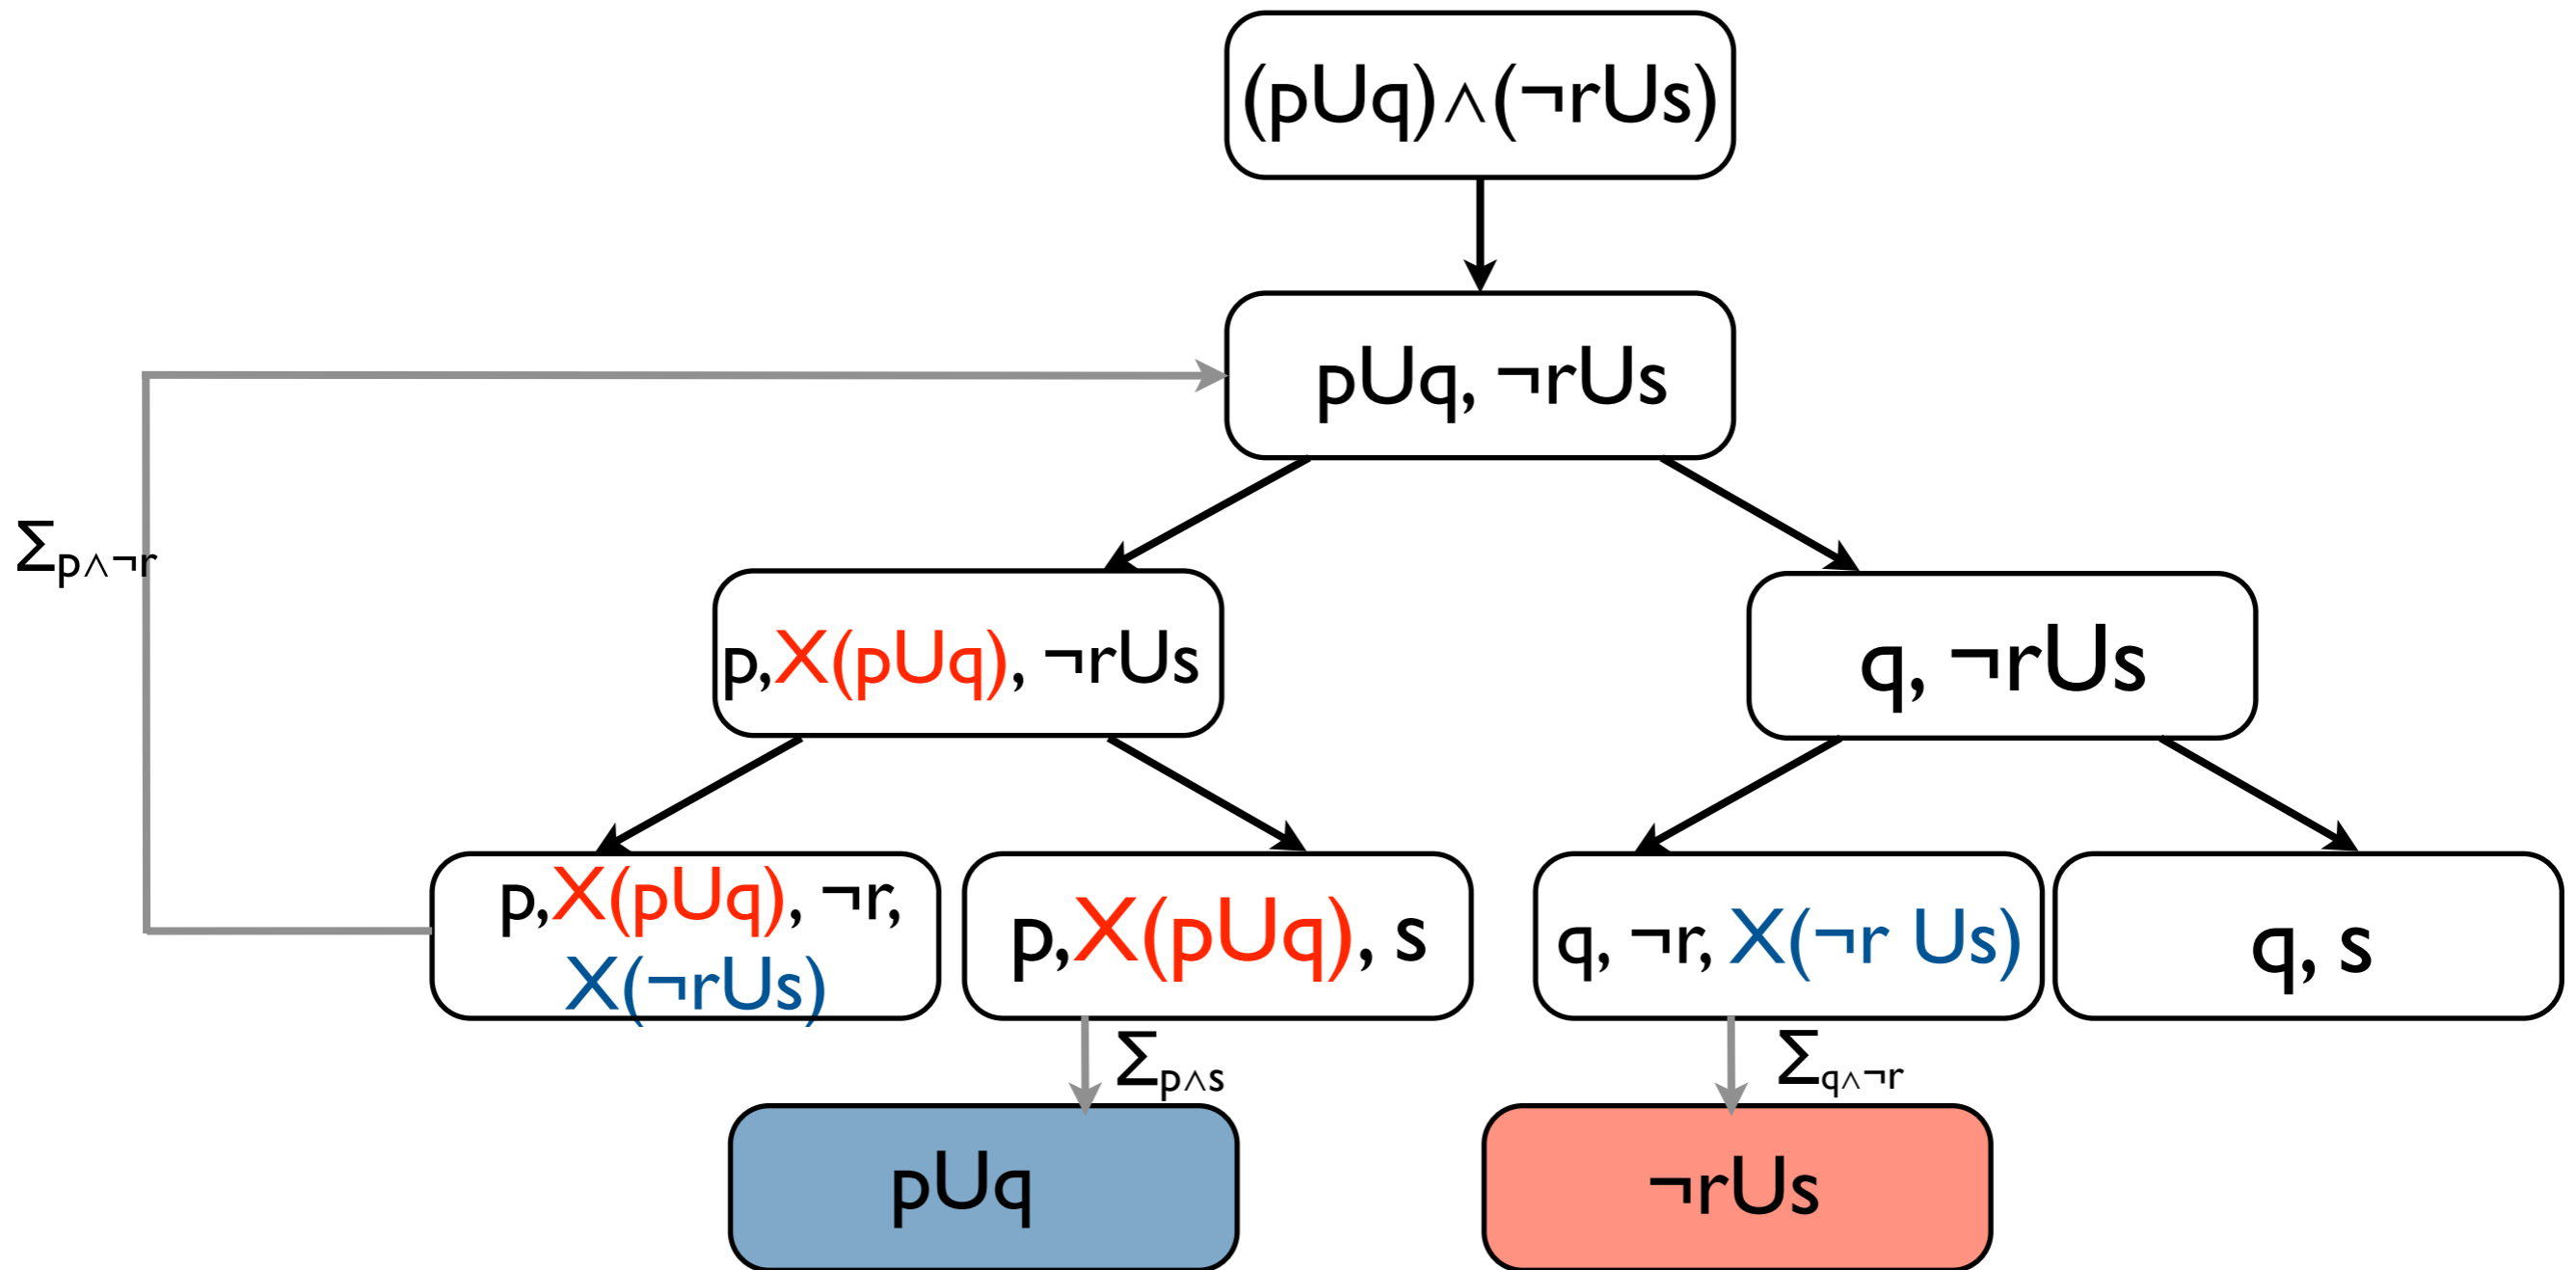 (pUq)∧(¬rUs)
pUq, ¬rUs
Σp∧¬r
p,X(pUq), ¬rUs
q, ¬rUs
p,X(pUq), ¬r,
X(¬rUs)
p,X(pUq), s
q, ¬r, X(¬r Us)
q, s
Σp∧s
Σq∧¬r
pUq
¬rUs